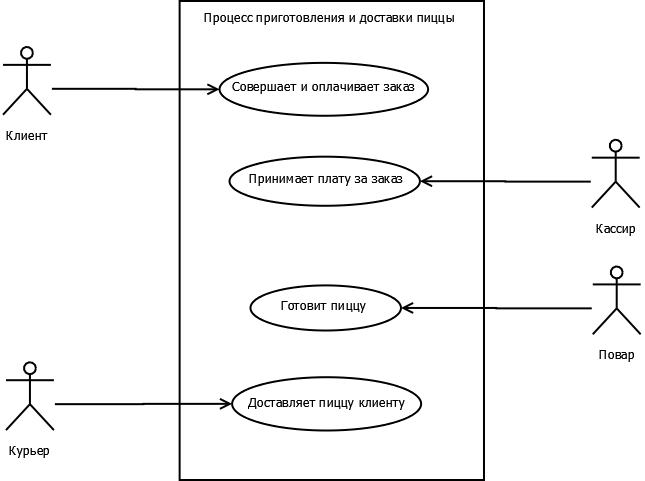 Процесс приготовления и доставки пиццы
Совершает и оплачивает заказ
Клиент
Принимает плату за заказ
Кассир
Готовит пиццу
Повар
Доставляет пиццу клиенту
Курьер